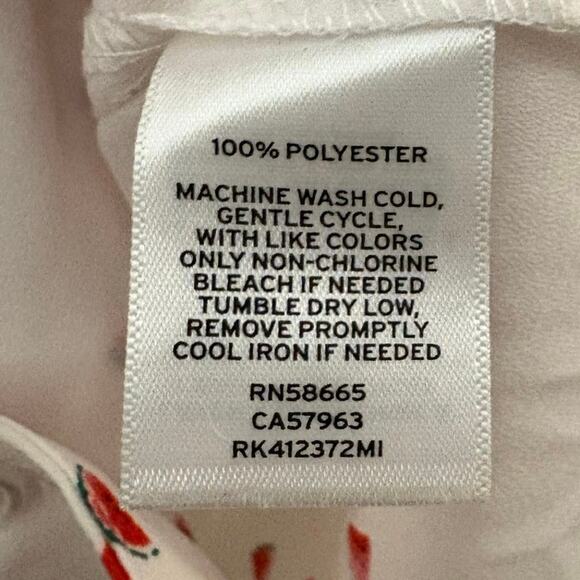 100% POLYESTER
MACHINE WASH COLD,
GENTLE CYCLE,
WITH LIKE COLORS
ONLY NON-CHLORINE
BLEACH IF NEEDED
TUMBLE DRY LOW,
REMOVE PROMPTLY
COOL IRON IF NEEDED
RN58665
CA57963
RK412372MI